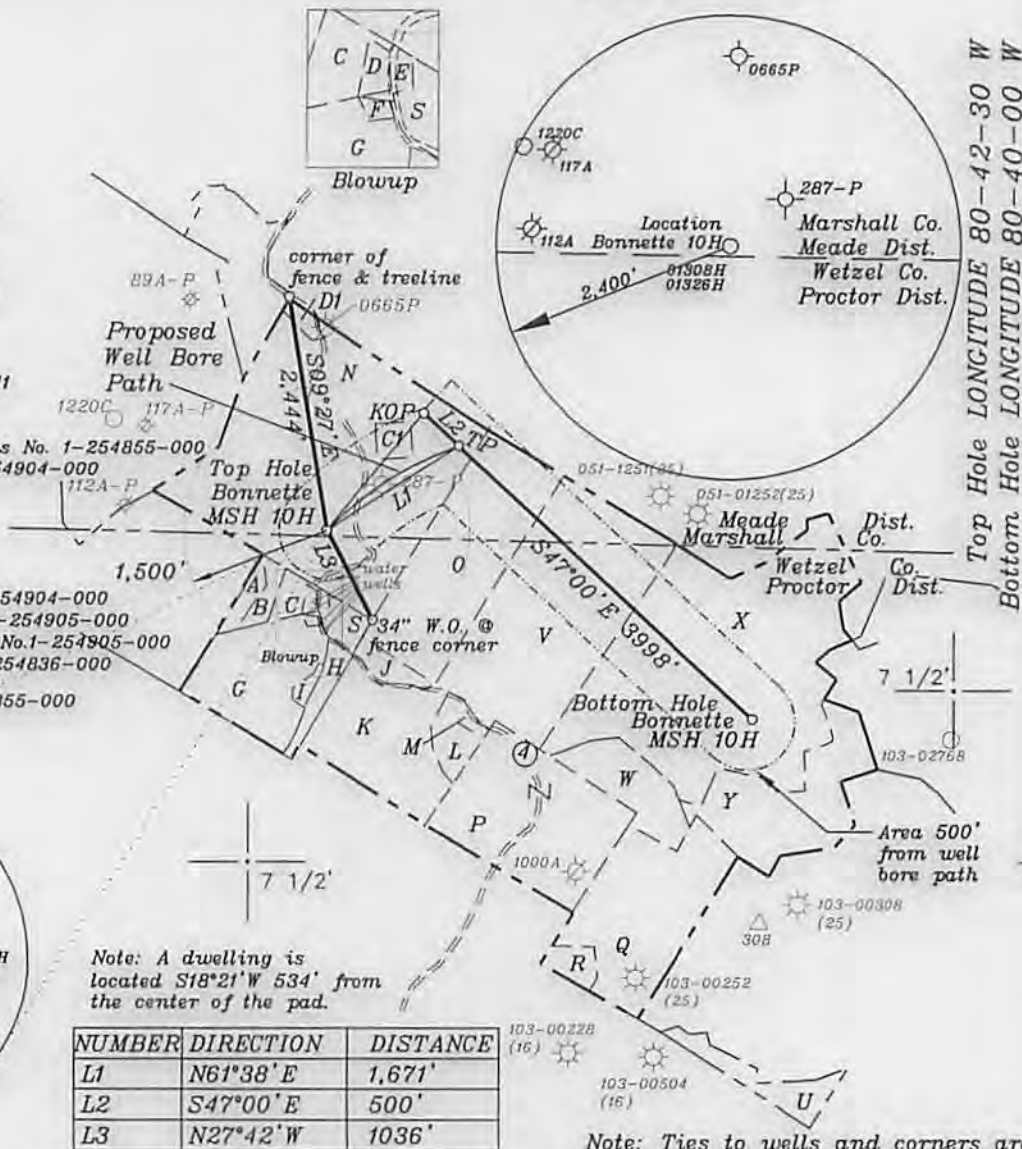 C D E
F S
G
Blowup
0665P
1220C
117A
287-P
112A
Location
Bonnette 10H
01308H
01326H
2,400'
Marshall Co.
Meade Dist.
Wetzel Co.
Proctor Dist.
Top Hole LONGITUDE 80-42-30 W
Bottom Hole LONGITUDE 80-40-00 W
corner of
fence & treeline
89A-P
D1
0665P
Proposed
Well Bore
Path
N
S09°27'E
2,444'
KOP
L2 TP
C1
1220C
117A-P
s No. 1-254855-000
54904-000
112A-P
Top Hole
Bonnette
MSH 10H
L1
87-P
051-1251(25)
051-01252(25)
Meade Dist.
Marshall Co.
Wetzel Co.
Proctor Dist.
S47°00'E 3998'
1,500'
L3
water
wells
O
A
B
C
S
34" W.O. @
fence corner
V
X
54904-000
-254905-000
No.1-254905-000
254836-000
855-000
Blowup
G
H
I
J
K
M
L
P
4
Bottom Hole
Bonnette
MSH 10H
7 1/2'
103-02768
W
Y
Area 500'
from well
bore path
7 1/2'
1000A
103-00308
(25)
308
Q
R
103-00252
(25)
H
Note: A dwelling is
located S18°21'W 534' from
the center of the pad.
103-00228
(16)
103-00504
(16)
U
NUMBER DIRECTION DISTANCE
L1 N61°38'E 1,671'
L2 S47°00'E 500'
L3 N27°42'W 1036'
Note: Ties to wells and corners are